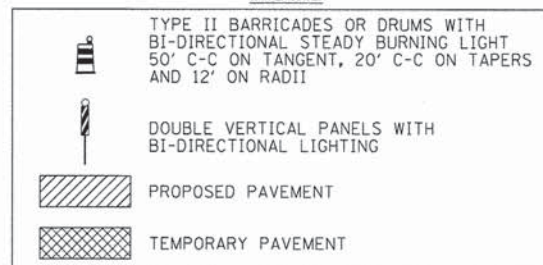 TYPE II BARRICADES OR DRUMS WITH
BI-DIRECTIONAL STEADY BURNING LIGHT
50' C-C ON TANGENT, 20' C-C ON TAPERS
AND 12' ON RADII
DOUBLE VERTICAL PANELS WITH
BI-DIRECTIONAL LIGHTING
PROPOSED PAVEMENT
TEMPORARY PAVEMENT